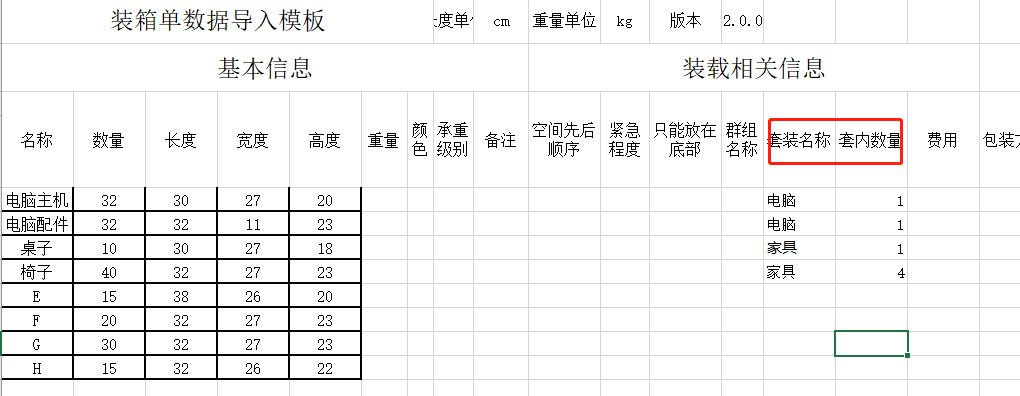 装箱单数据导入模板 度单 cm 重量单位 kg 版本 2.0.0
基本信息 装载相关信息
名称 数量 长度 宽度 高度 重量 颜色 承重级别 备注 空间先后顺序 紧急程度 只能放在底部 群组名称 套装名称 套内数量 费用 包装
电脑主机 32 30 27 20 电脑 1
电脑配件 32 32 11 23 电脑 1
桌子 10 30 27 18 家具 1
椅子 40 32 27 23 家具 4
E 15 38 26 20
F 20 32 27 23
G 30 32 27 23
H 15 32 26 22